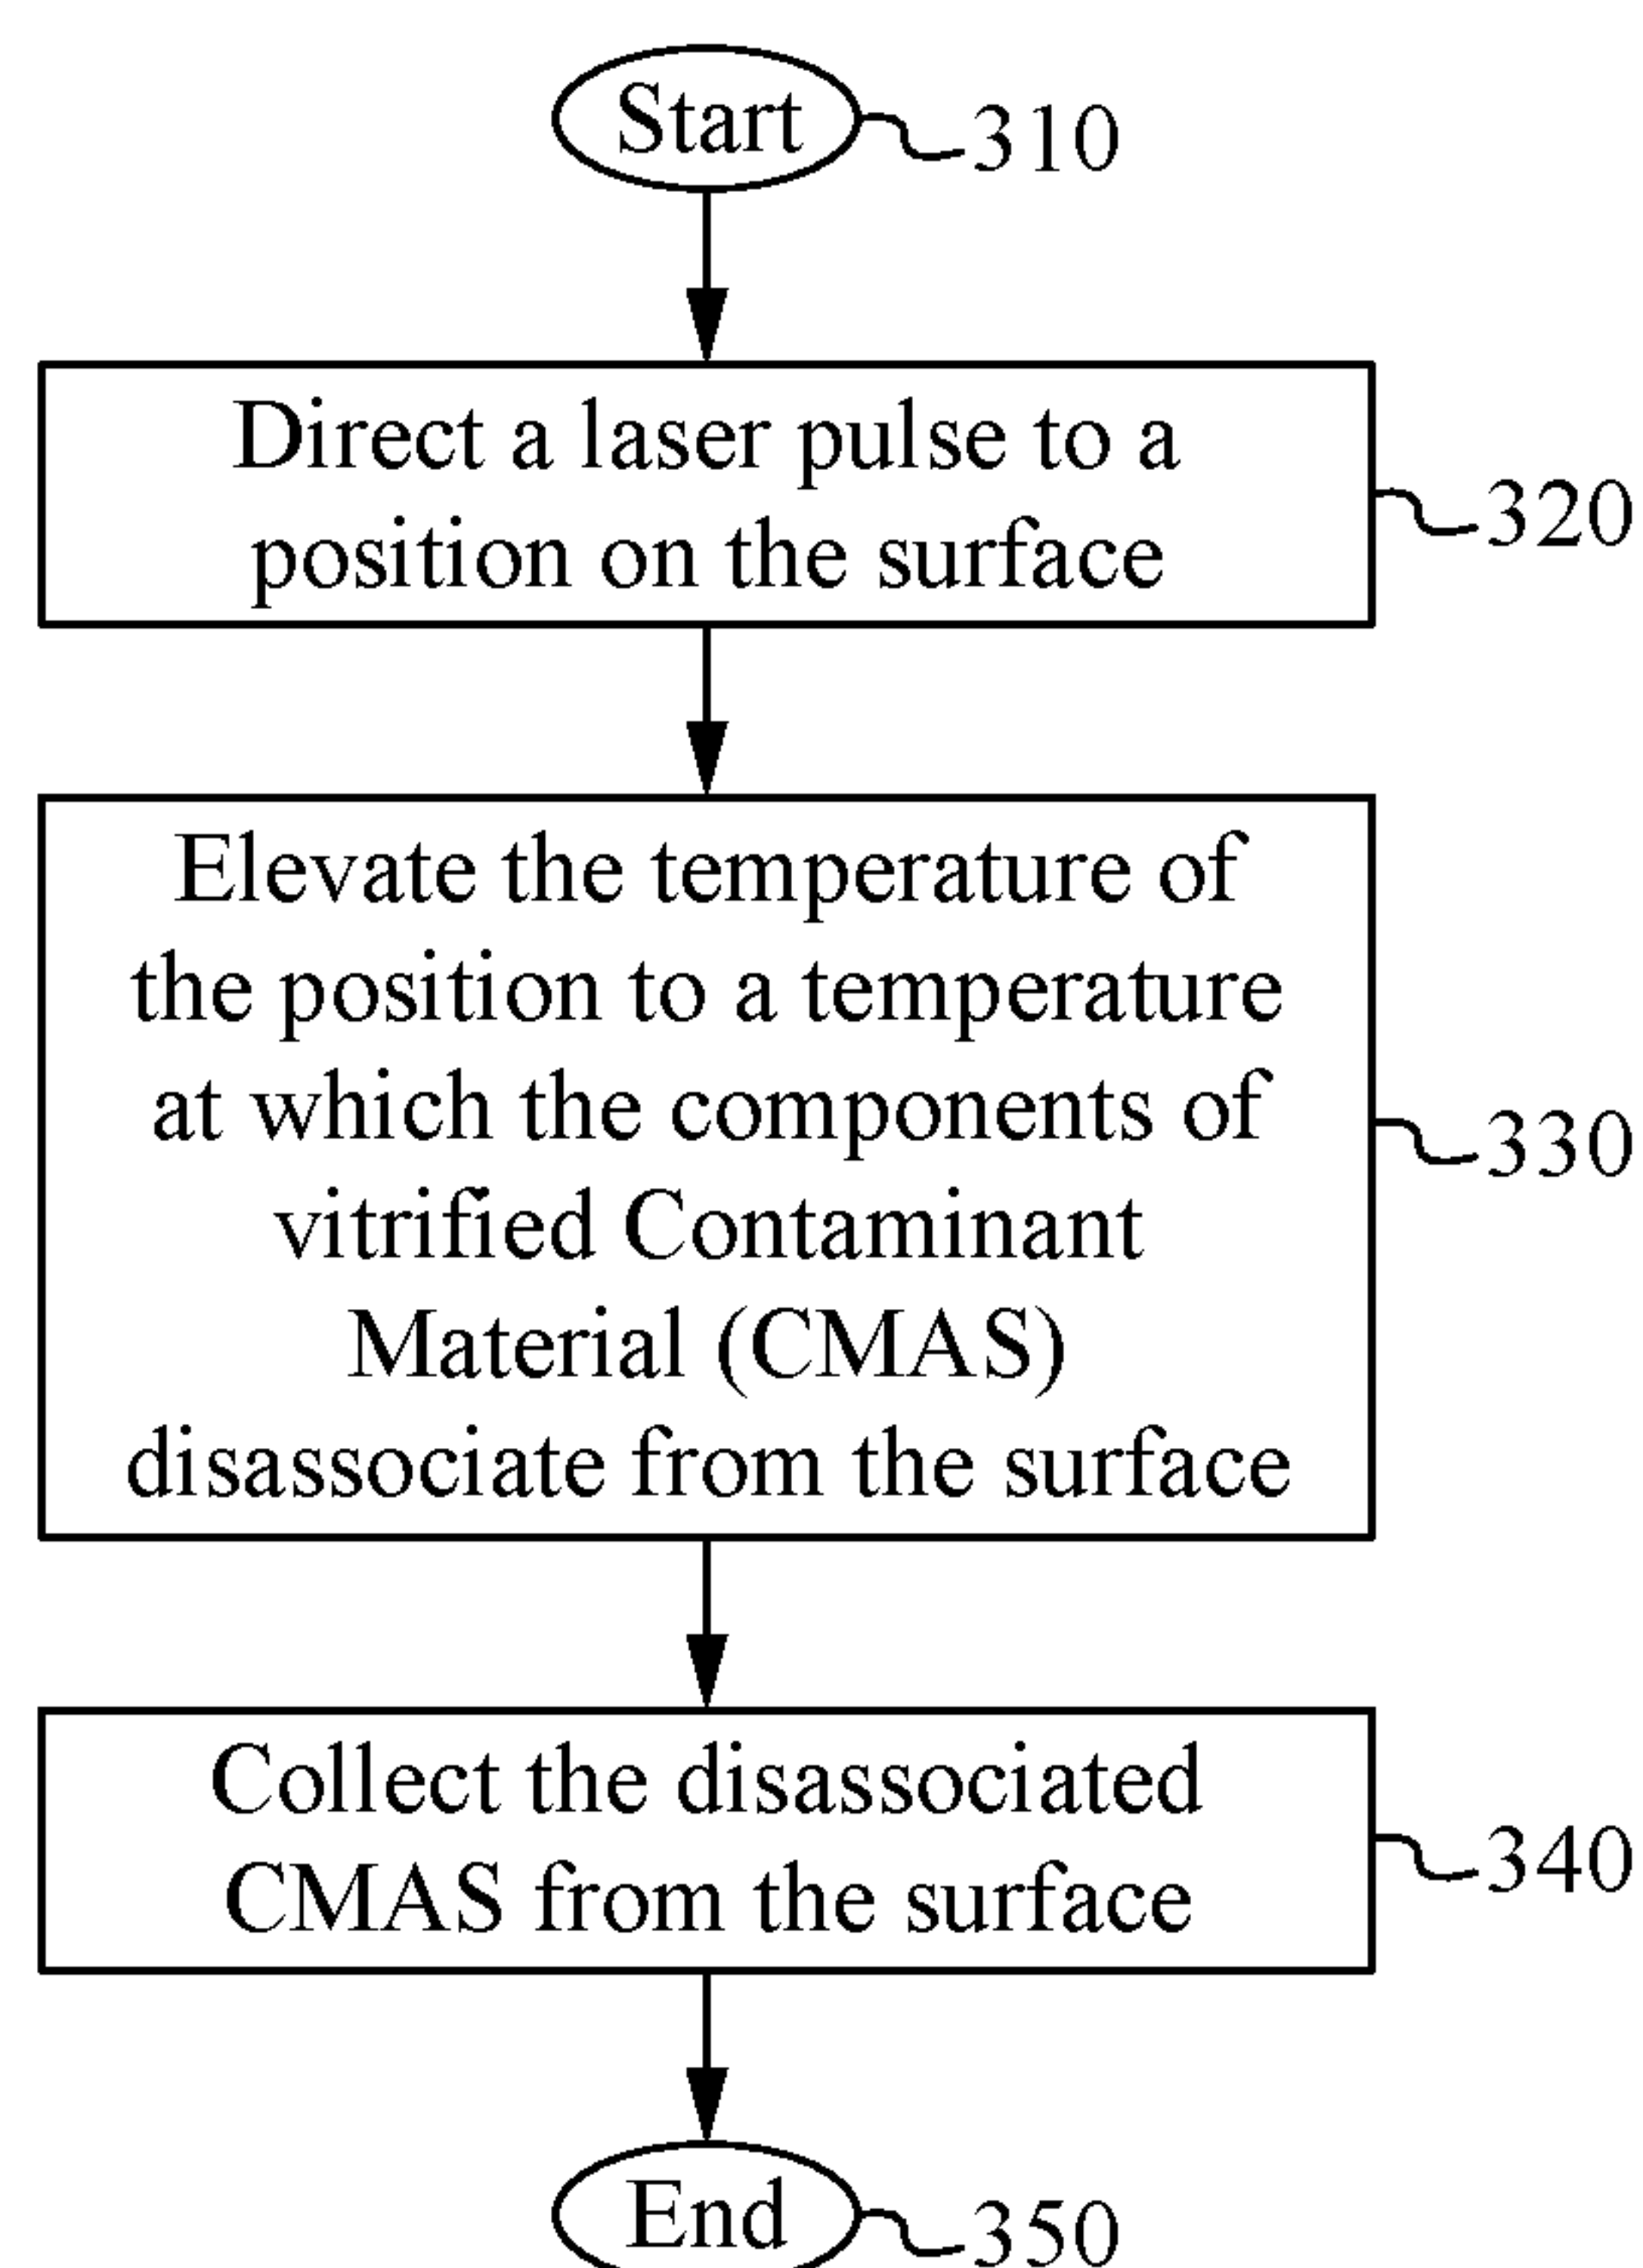 Start
310
Direct a laser pulse to a
position on the surface
320
Elevate the temperature of
the position to a temperature
at which the components of
vitrified Contaminant
Material (CMAS)
disassociate from the surface
330
Collect the disassociated
CMAS from the surface
340
End
350